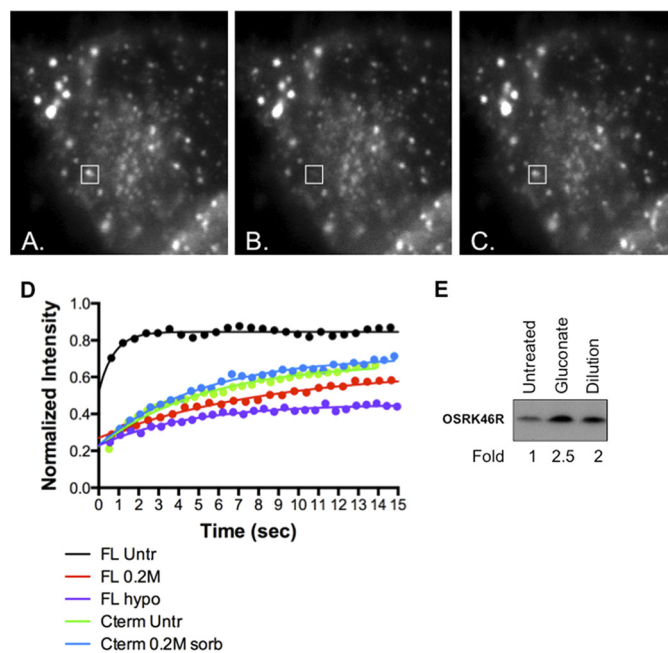 A.
B.
C.
D
Normalized Intensity
1.0
0.8
0.6
0.4
0.2
0.0
0 1 2 3 4 5 6 7 8 9 10 11 12 13 14 15
Time (sec)
FL Untr
FL 0.2M
FL hypo
Cterm Untr
Cterm 0.2M sorb
E
Untreated
Gluconate
Dilution
OSRK46R
Fold 1 2.5 2